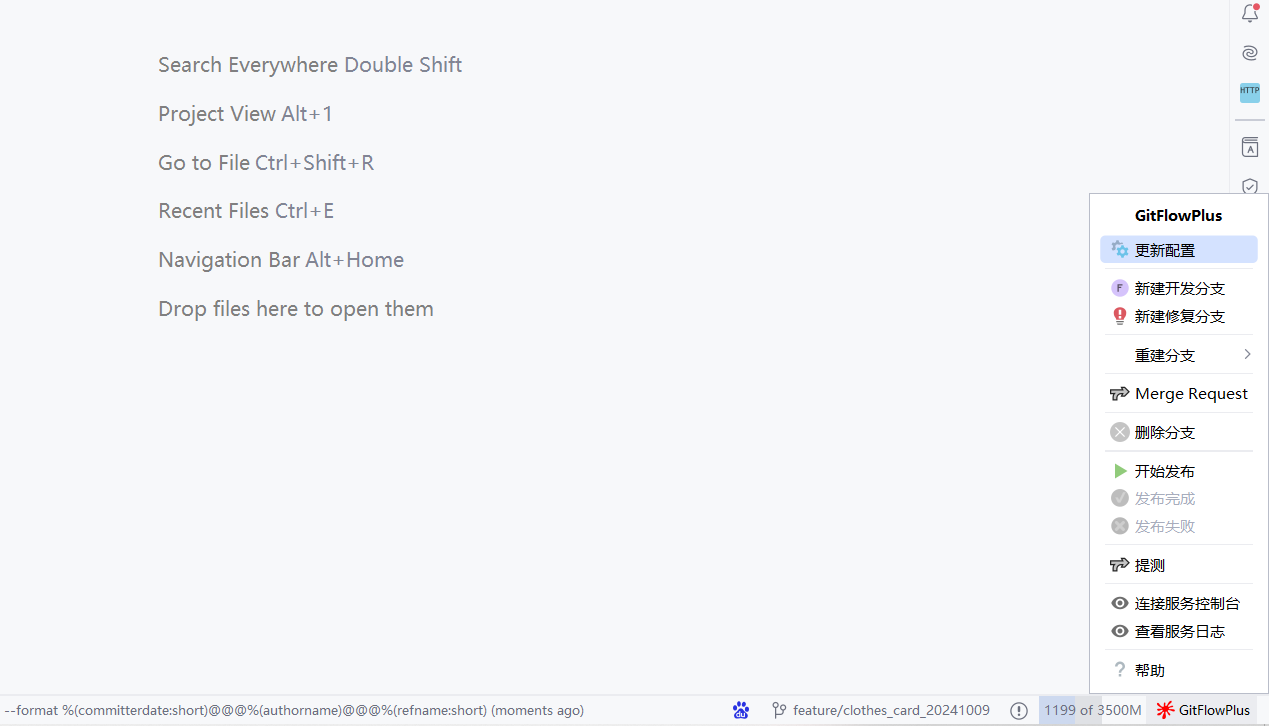 Search Everywhere Double Shift
Project View Alt+1
Go to File Ctrl+Shift+R
Recent Files Ctrl+E
Navigation Bar Alt+Home
Drop files here to open them
HTTP
A
GitFlowPlus
更新配置
F 新建开发分支
新建修复分支
重建分支
Merge Request
删除分支
开始发布
发布完成
发布失败
提测
连接服务控制台
查看服务日志
? 帮助
--format %(committerdate:short)@@@%(authorname)@@@%(refname:short) (moments ago)
du
feature/clothes_card_20241009
1199 of 3500M
GitFlowPlus